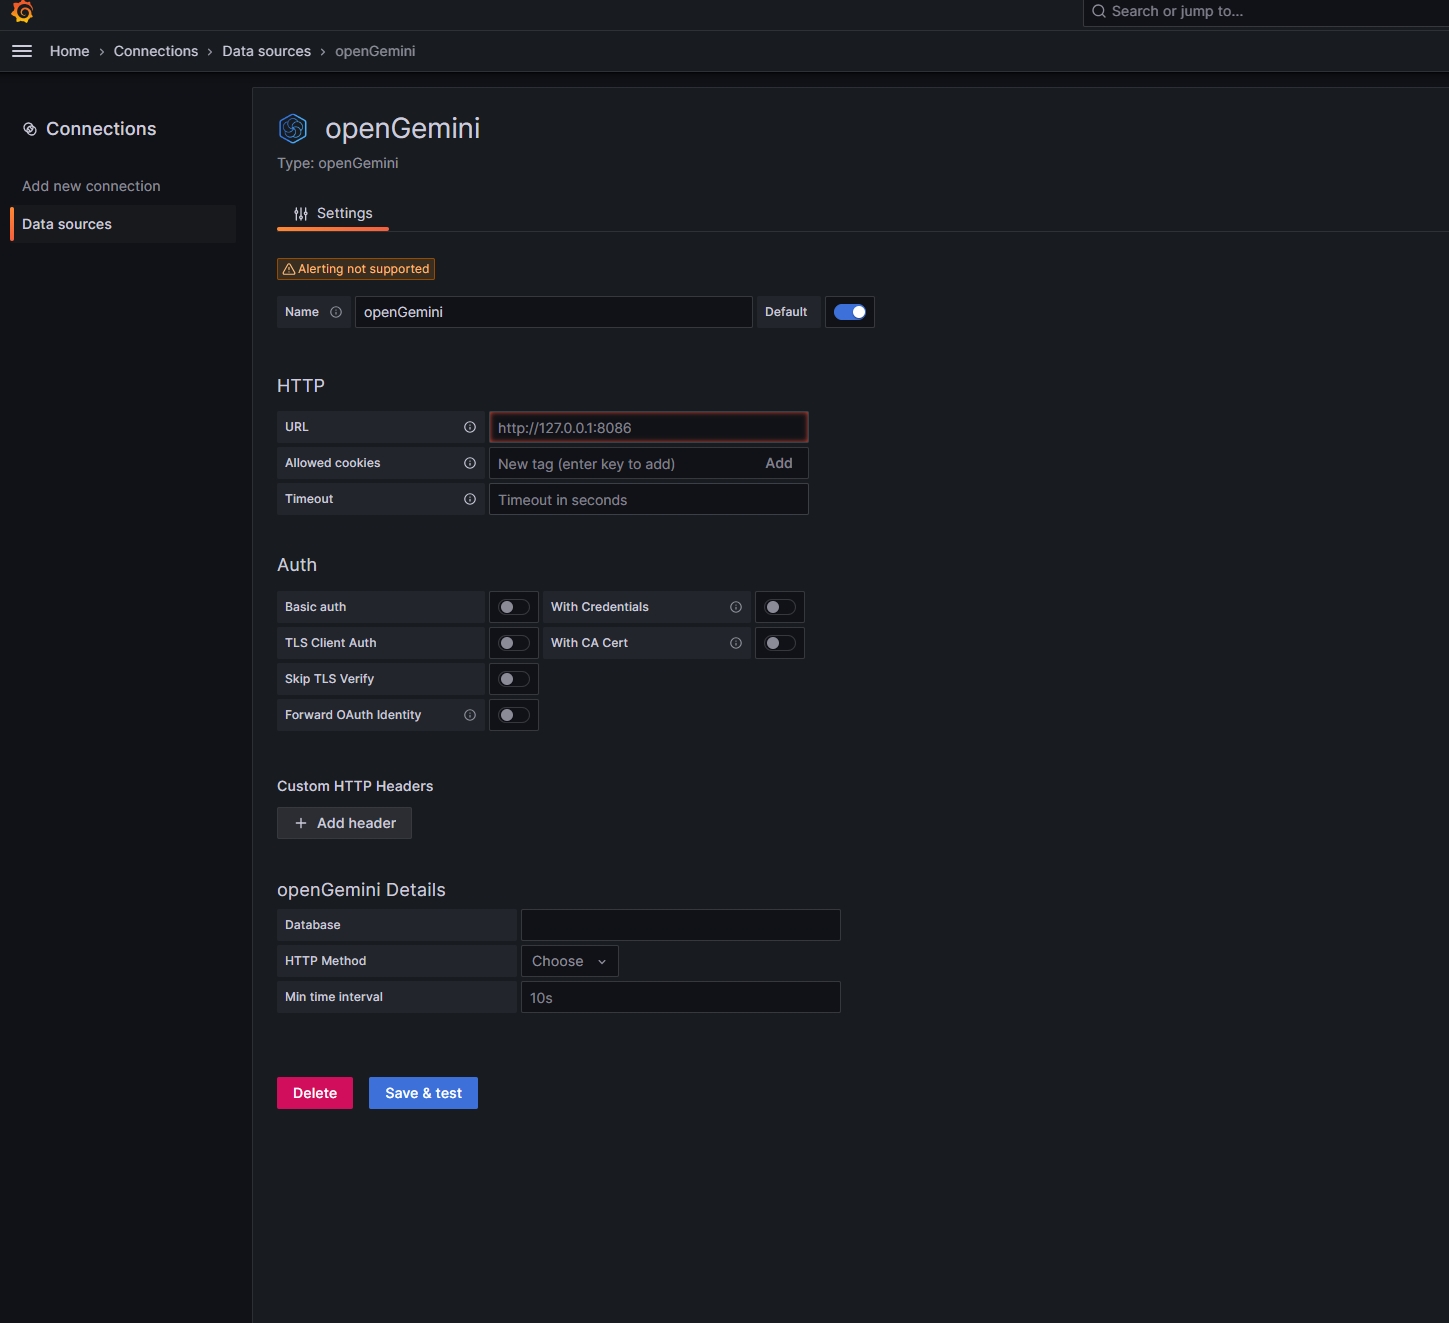 Search or jump to...
Home › Connections › Data sources › openGemini
Connections
Add new connection
Data sources
openGemini
Type: openGemini
Settings
Alerting not supported
Name openGemini Default
HTTP
URL http://127.0.0.1:8086
Allowed cookies New tag (enter key to add) Add
Timeout Timeout in seconds
Auth
Basic auth With Credentials
TLS Client Auth With CA Cert
Skip TLS Verify
Forward OAuth Identity
Custom HTTP Headers
+ Add header
openGemini Details
Database
HTTP Method Choose
Min time interval 10s
Delete Save & test